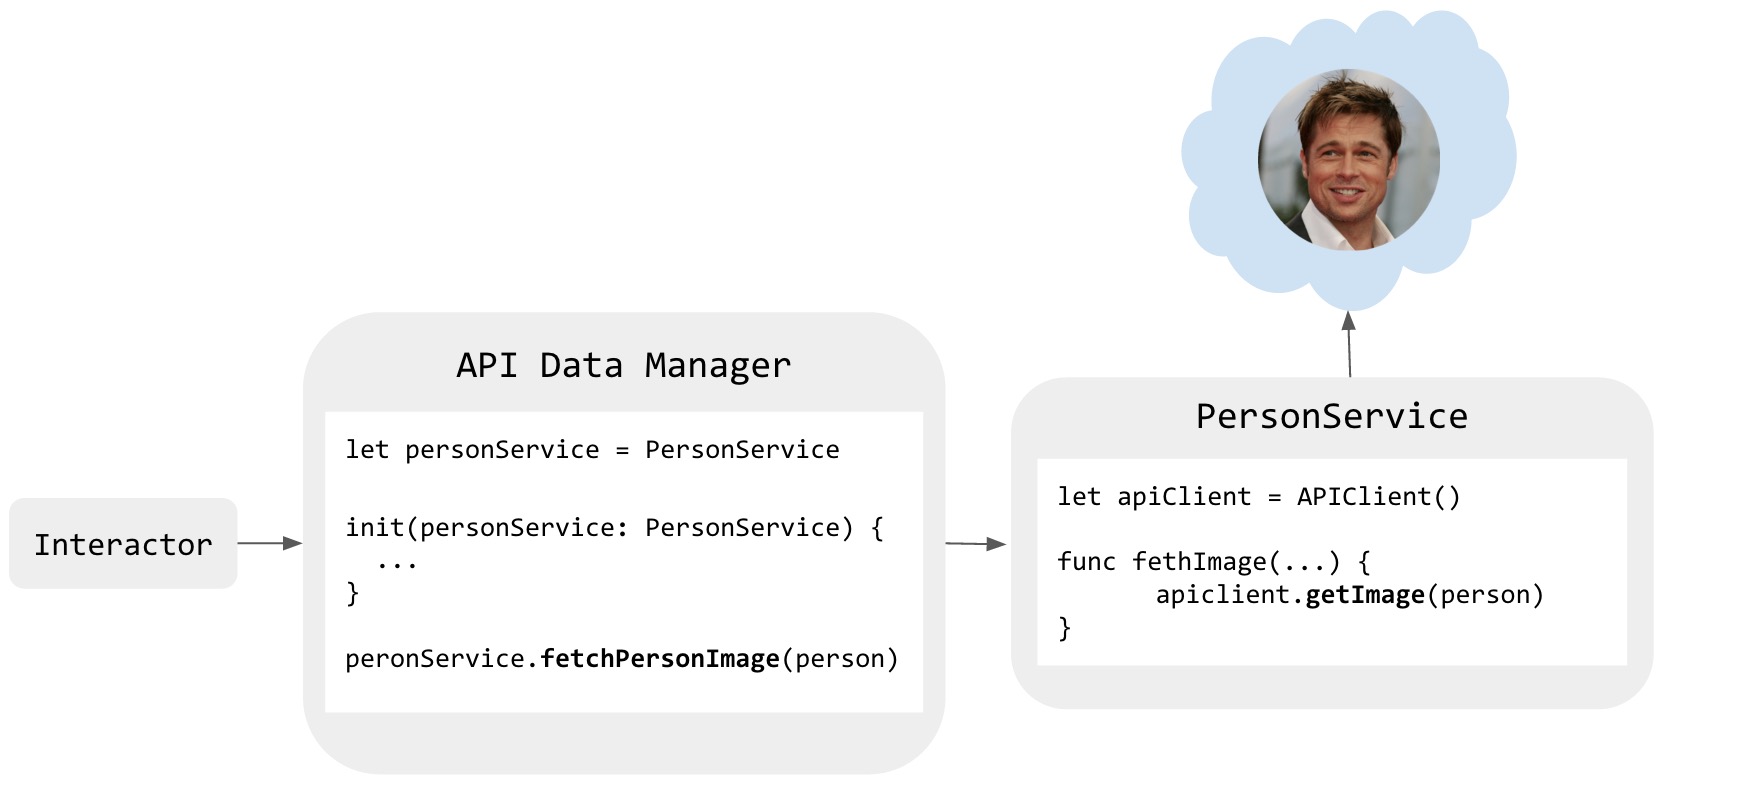 Interactor
API Data Manager
let personService = PersonService
init(personService: PersonService) {
...
}
peronService.fetchPersonImage(person)
PersonService
let apiClient = APIClient()
func fethImage(...) {
apiclient.getImage(person)
}